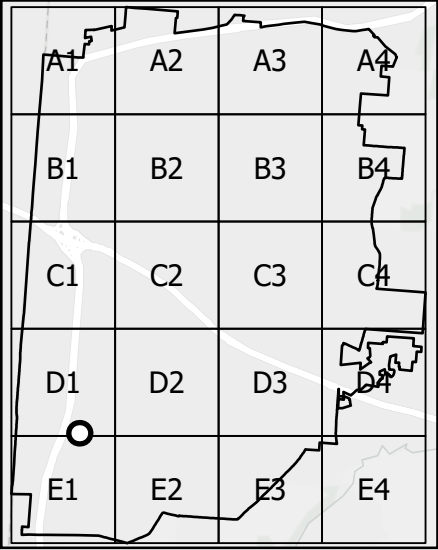 A1 A2 A3 A4
B1 B2 B3 B4
C1 C2 C3 C4
D1 D2 D3 D4
E1 E2 E3 E4